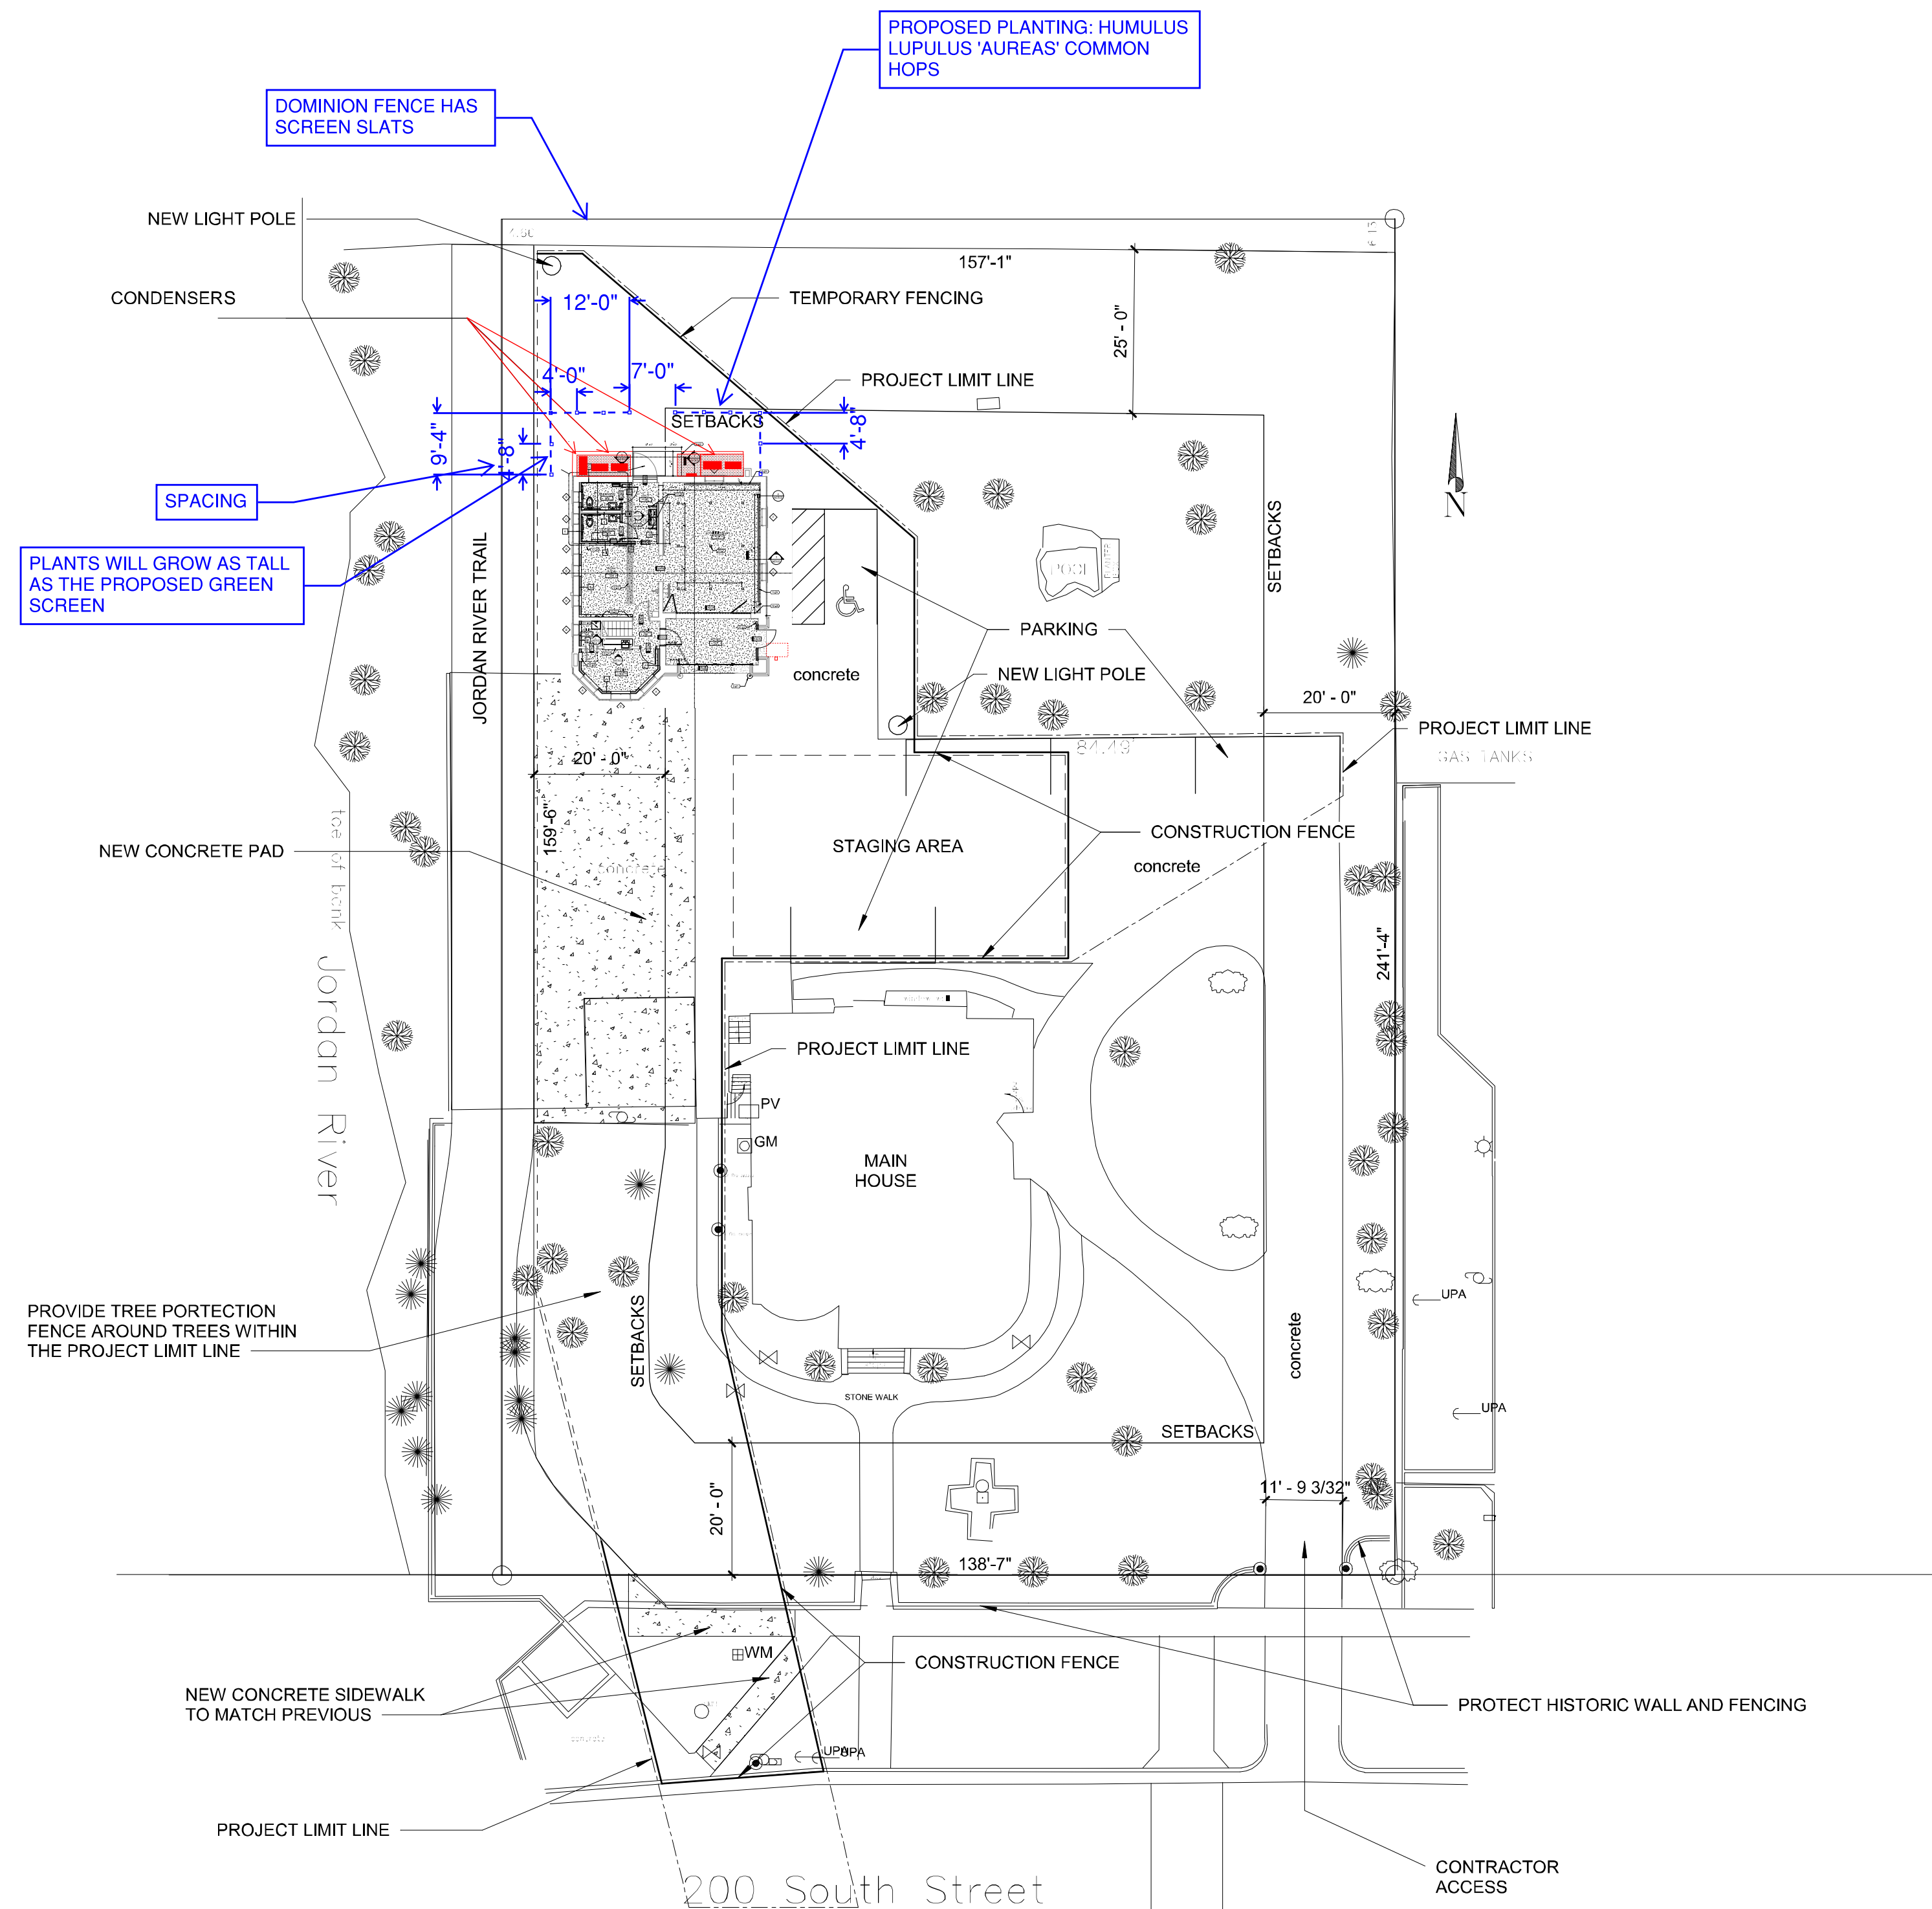 PROPOSED PLANTING: HUMULUS
LUPULUS 'AUREAS' COMMON
HOPS
DOMINION FENCE HAS
SCREEN SLATS
NEW LIGHT POLE
157'-1"
CONDENSERS
12'-0"
TEMPORARY FENCING
25' - 0"
4'-0"
7'-0"
PROJECT LIMIT LINE
SETBACKS
9'-4"
4'-8"
4'-8"
SPACING
N
PLANTS WILL GROW AS TALL
AS THE PROPOSED GREEN
SCREEN
JORDAN RIVER TRAIL
SETBACKS
PARKING
concrete
NEW LIGHT POLE
20' - 0"
PROJECT LIMIT LINE
84.49'
GAS TANKS
20' - 0"
159'-6"
toe of bank
NEW CONCRETE PAD
concrete
STAGING AREA
CONSTRUCTION FENCE
concrete
241'-4"
Jordan River
PROJECT LIMIT LINE
PV
GM
MAIN
HOUSE
UPA
PROVIDE TREE PORTECTION
FENCE AROUND TREES WITHIN
THE PROJECT LIMIT LINE
SETBACKS
concrete
STONE WALK
UPA
SETBACKS
11' - 9 3/32"
20' - 0"
138'-7"
WM
CONSTRUCTION FENCE
NEW CONCRETE SIDEWALK
TO MATCH PREVIOUS
PROTECT HISTORIC WALL AND FENCING
concrete
UPA
UPA
PROJECT LIMIT LINE
CONTRACTOR
ACCESS
200 South Street